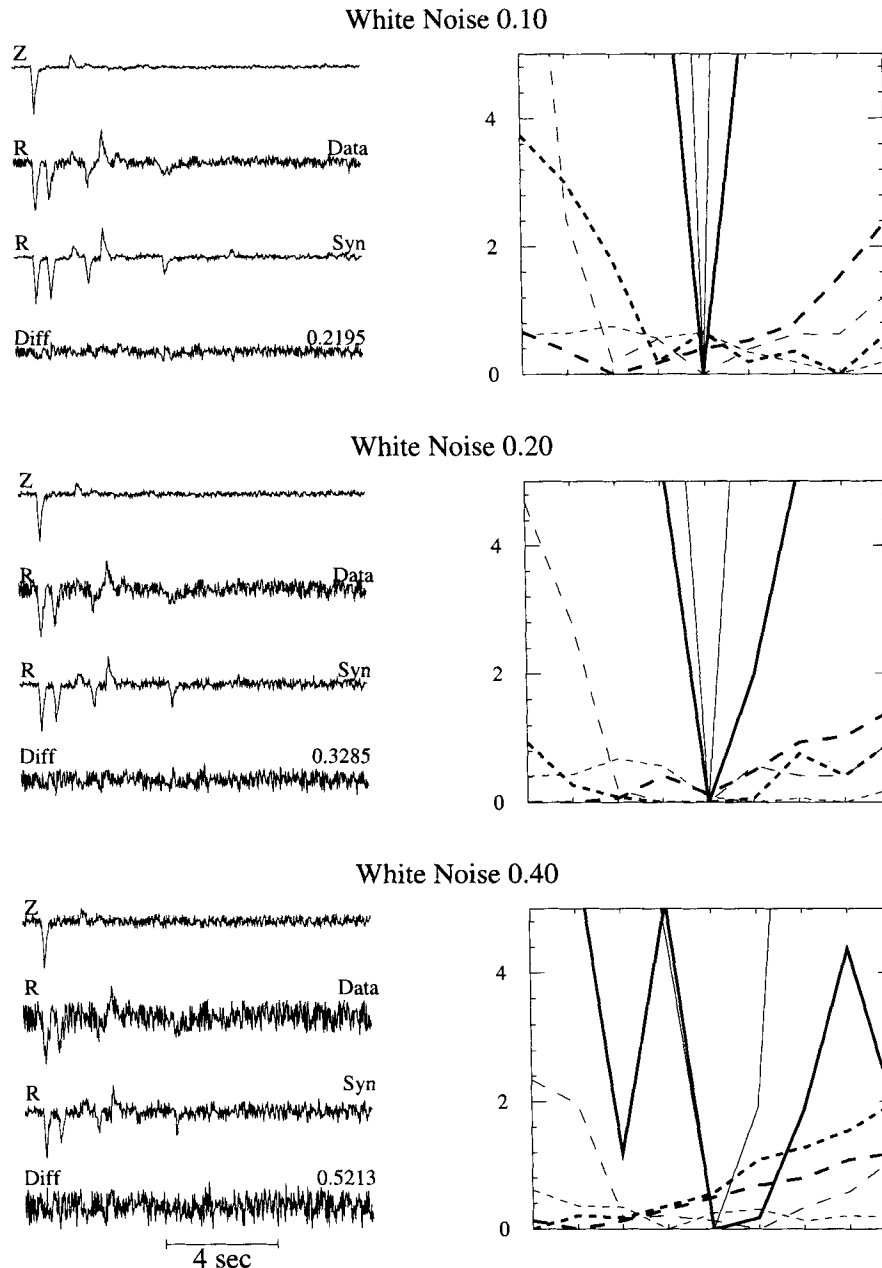 White Noise 0.10
Z
R Data
R Syn
Diff 0.2195
4
2
0
White Noise 0.20
Z
R Data
R Syn
Diff 0.3285
4
2
0
White Noise 0.40
Z
R Data
R Syn
Diff 0.5213
4 sec
4
2
0